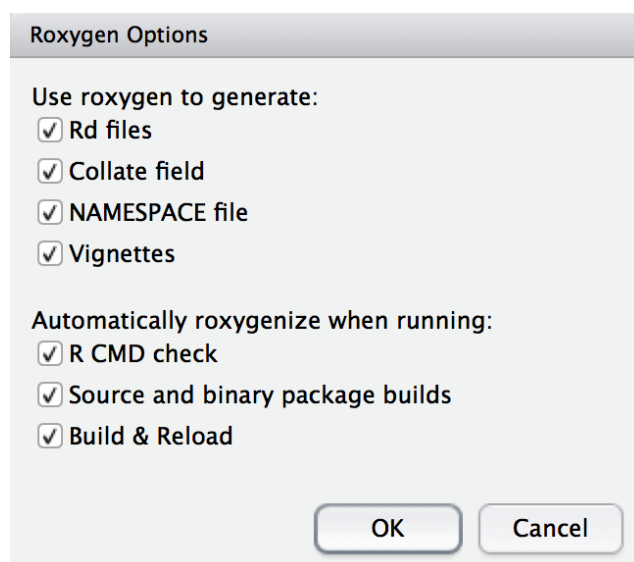 Roxygen Options
Use roxygen to generate:
Rd files
Collate field
NAMESPACE file
Vignettes
Automatically roxygenize when running:
R CMD check
Source and binary package builds
Build & Reload
OK Cancel